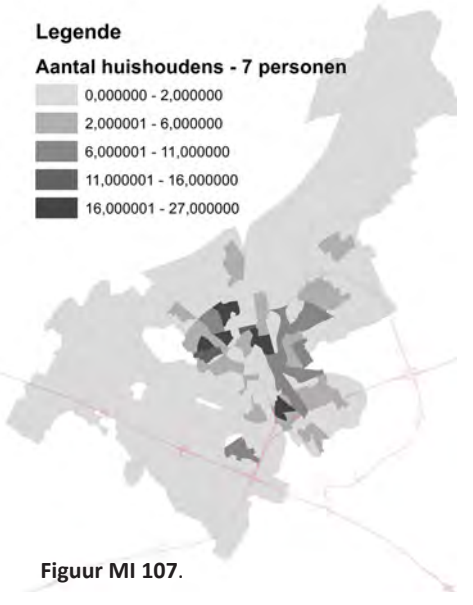 Legende
Aantal huishoudens - 7 personen
0,000000 - 2,000000
2,000001 - 6,000000
6,000001 - 11,000000
11,000001 - 16,000000
16,000001 - 27,000000
Figuur MI 107.